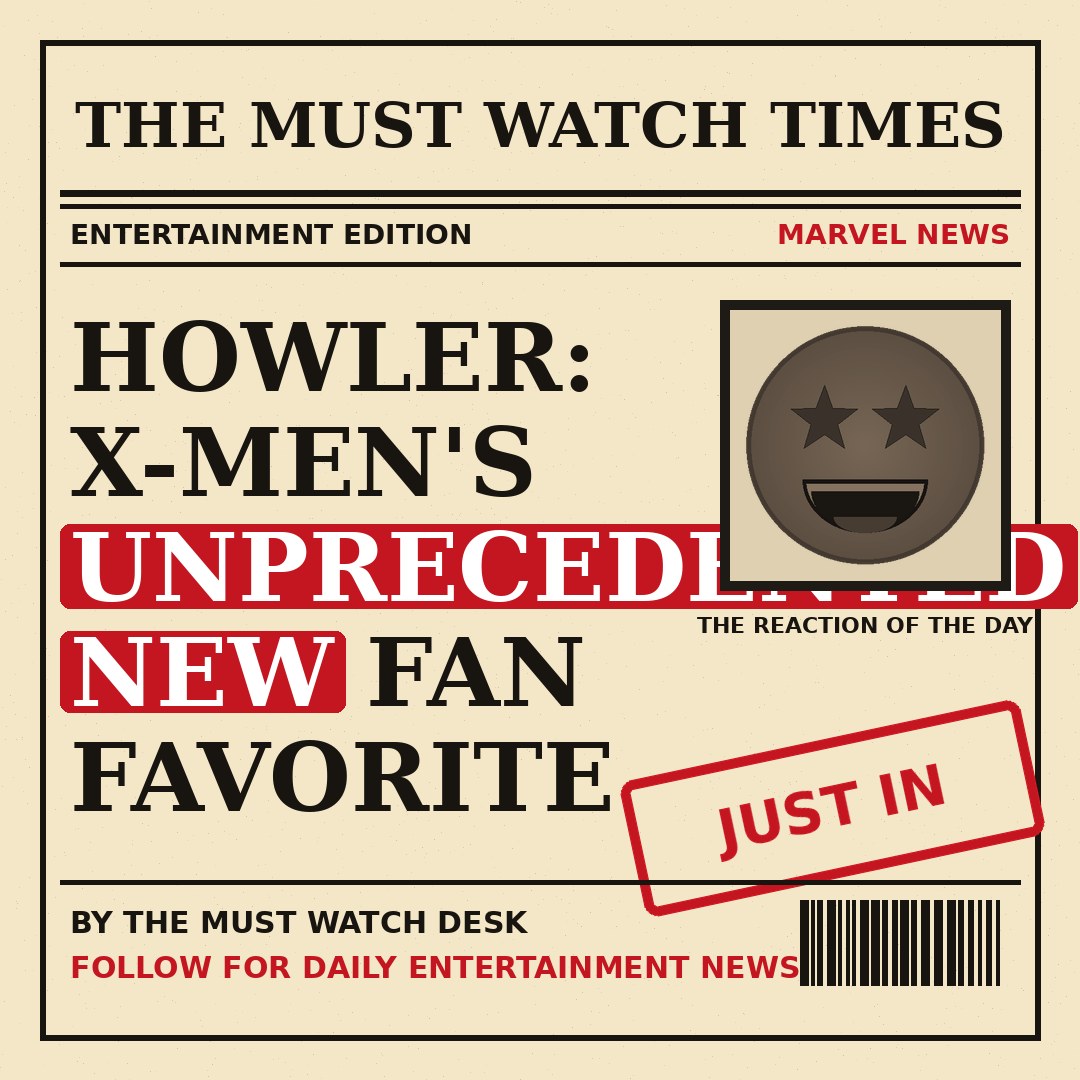 THE MUST WATCH TIMES
ENTERTAINMENT EDITION
MARVEL NEWS
HOWLER:
X-MEN'S
UNPRECEDENTED
NEW FAN
FAVORITE
THE REACTION OF THE DAY
JUST IN
BY THE MUST WATCH DESK
FOLLOW FOR DAILY ENTERTAINMENT NEWS